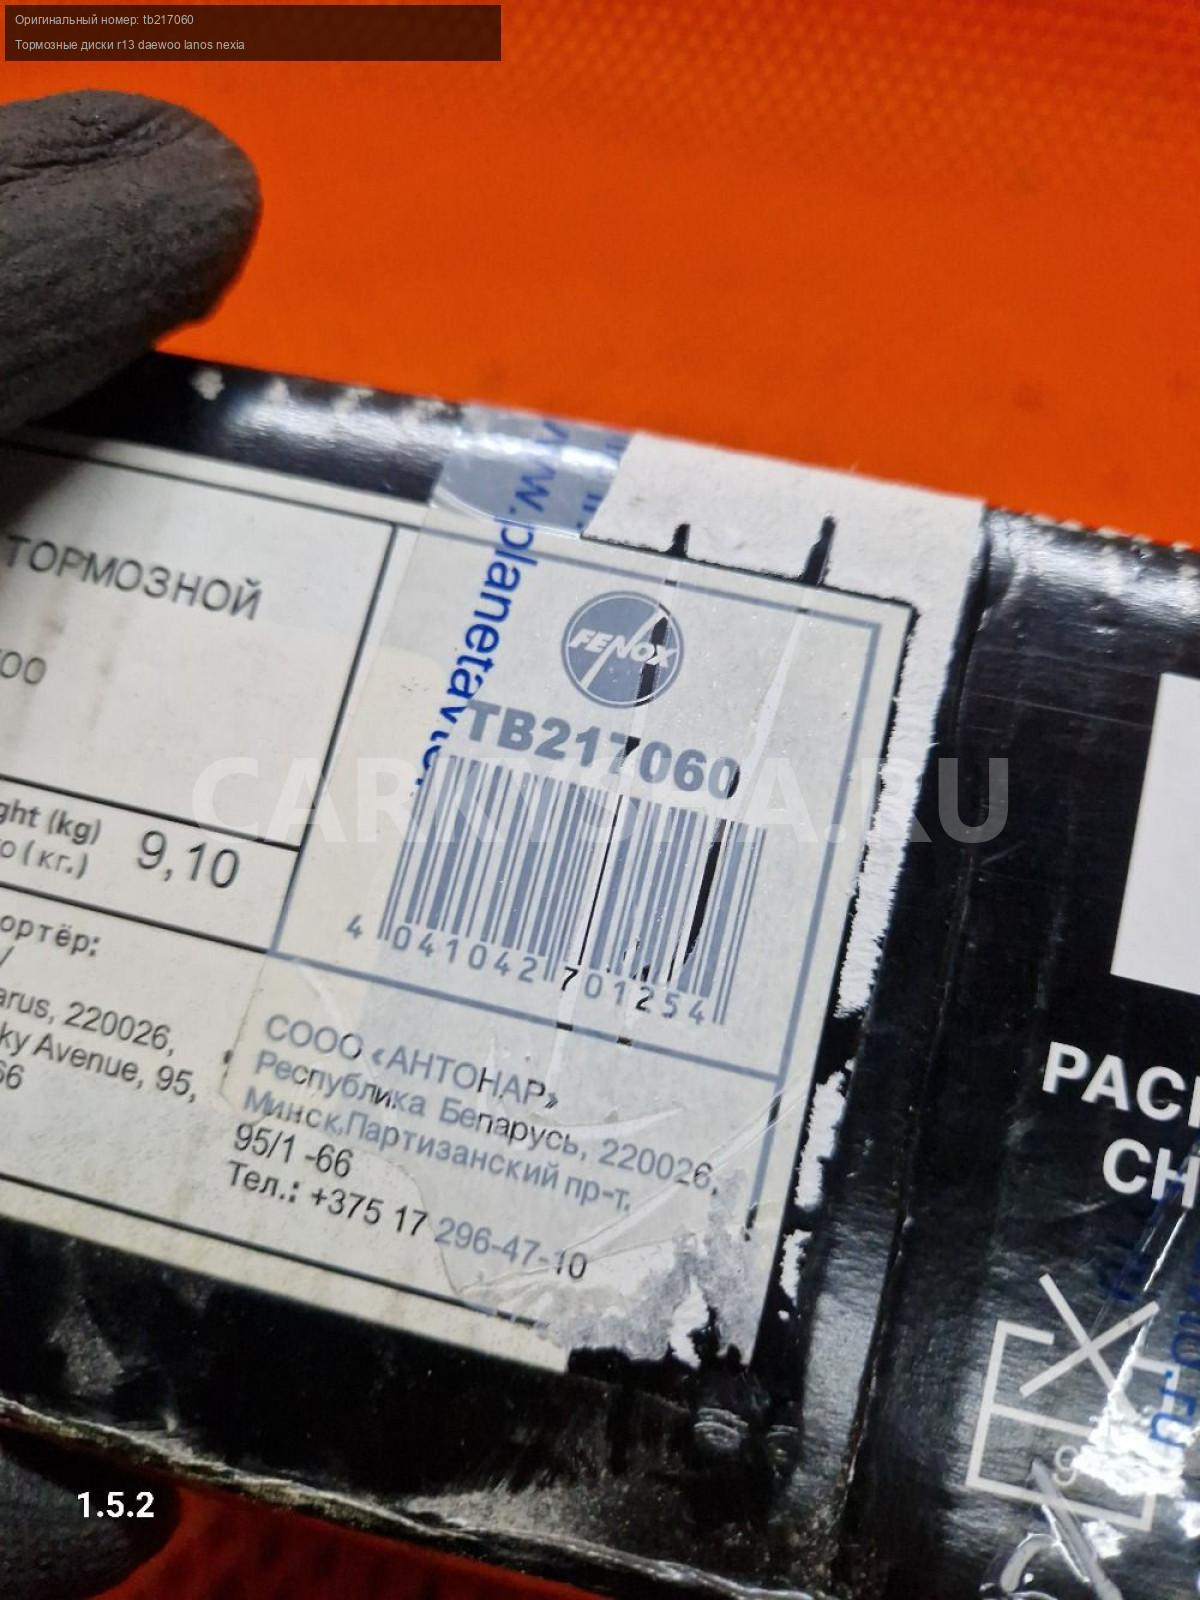 Оригинальный номер: tb217060
Тормозные диски r13 daewoo lanos nexia
www.planetavto
ТОРМОЗНОЙ
FENOX
TB217060
CARKYSHA.RU
ght (kg)
о (кг.)
9,10
4 041042 701254
ортёр:
arus, 220026,
ky Avenue, 95,
66
СООО «АНТОНАР»
Республика Беларусь, 220026,
Минск,Партизанский пр-т,
95/1 -66
Тел.: +375 17 296-47-10
PAC
CH
1.5.2